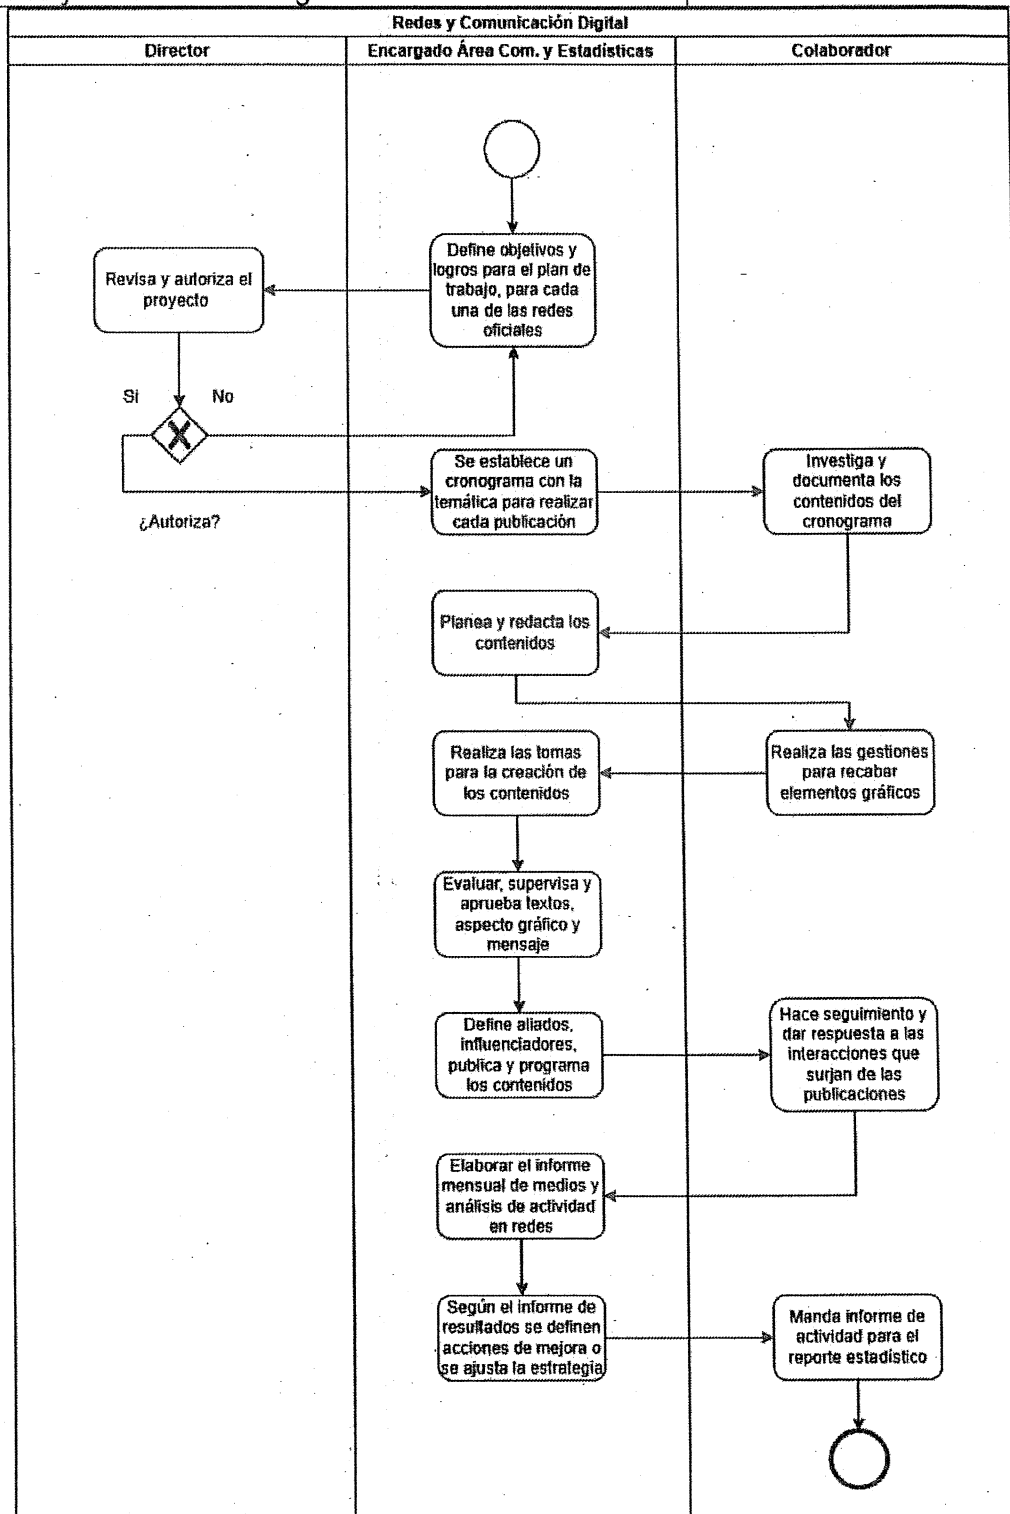 Redes y Comunicación Digital
Director
Encargado Área Com. y Estadísticas
Colaborador
Define objetivos y
logros para el plan de
trabajo, para cada
una de las redes
oficiales
Revisa y autoriza el
proyecto
Si
No
¿Autoriza?
Se establece un
cronograma con la
temática para realizar
cada publicación
Investiga y
documenta los
contenidos del
cronograma
Planea y redacta los
contenidos
Realiza las gestiones
para recabar
elementos gráficos
Realiza las tomas
para la creación de
los contenidos
Evaluar, supervisa y
aprueba textos,
aspecto gráfico y
mensaje
Define aliados,
influenciadores,
publica y programa
los contenidos
Hace seguimiento y
dar respuesta a las
interacciones que
surjan de las
publicaciones
Elaborar el informe
mensual de medios y
análisis de actividad
en redes
Según el informe de
resultados se definen
acciones de mejora o
se ajusta la estrategia
Manda informe de
actividad para el
reporte estadístico